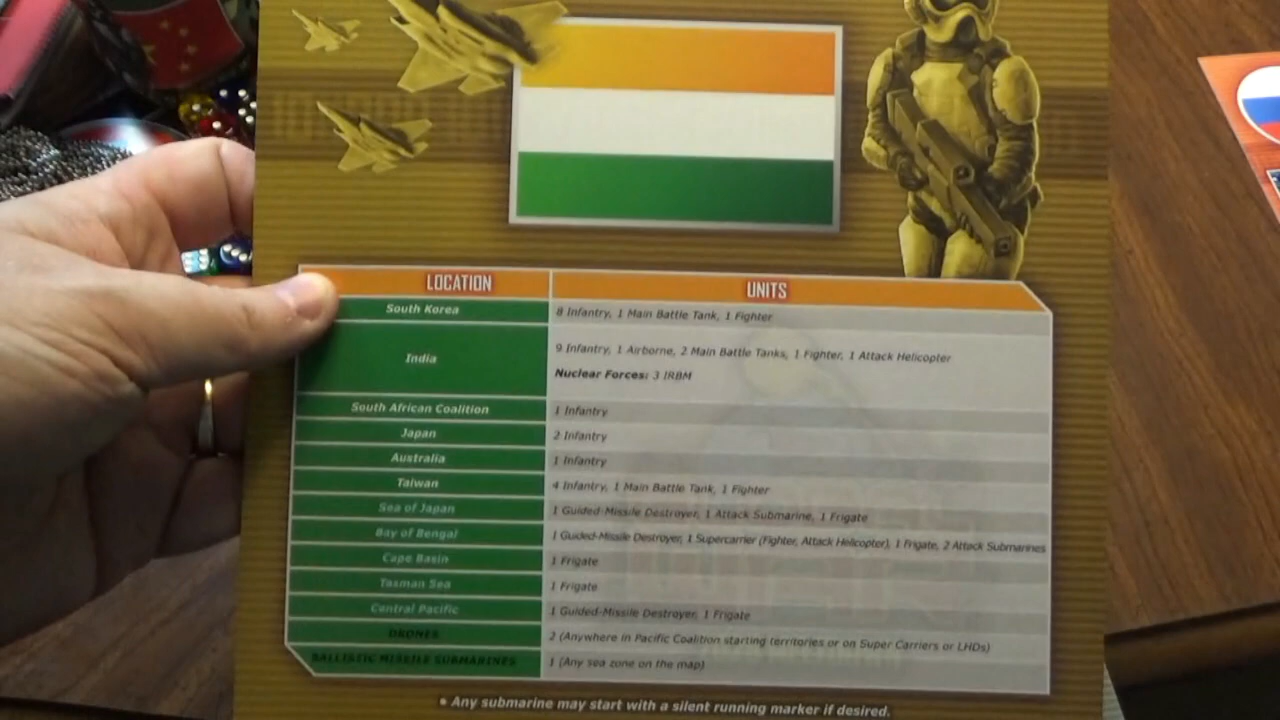 LOCATION UNITS
South Korea 8 Infantry, 1 Main Battle Tank, 1 Fighter
India 9 Infantry, 1 Airborne, 2 Main Battle Tanks, 1 Fighter, 1 Attack Helicopter
Nuclear Forces: 3 IRBM
South African Coalition 1 Infantry
Japan 2 Infantry
Australia 1 Infantry
Taiwan 4 Infantry, 1 Main Battle Tank, 1 Fighter
Sea of Japan 1 Guided-Missile Destroyer, 1 Attack Submarine, 1 Frigate
Bay of Bengal 1 Guided-Missile Destroyer, 1 Supercarrier (Fighter, Attack Helicopter), 1 Frigate, 2 Attack Submarines
Cape Basin 1 Frigate
Tasman Sea 1 Frigate
Central Pacific 1 Guided-Missile Destroyer, 1 Frigate
DRONES 2 (Anywhere in Pacific Coalition starting territories or on Super Carriers or LHDs)
BALLISTIC MISSILE SUBMARINES 1 (Any sea zone on the map)
• Any submarine may start with a silent running marker if desired.